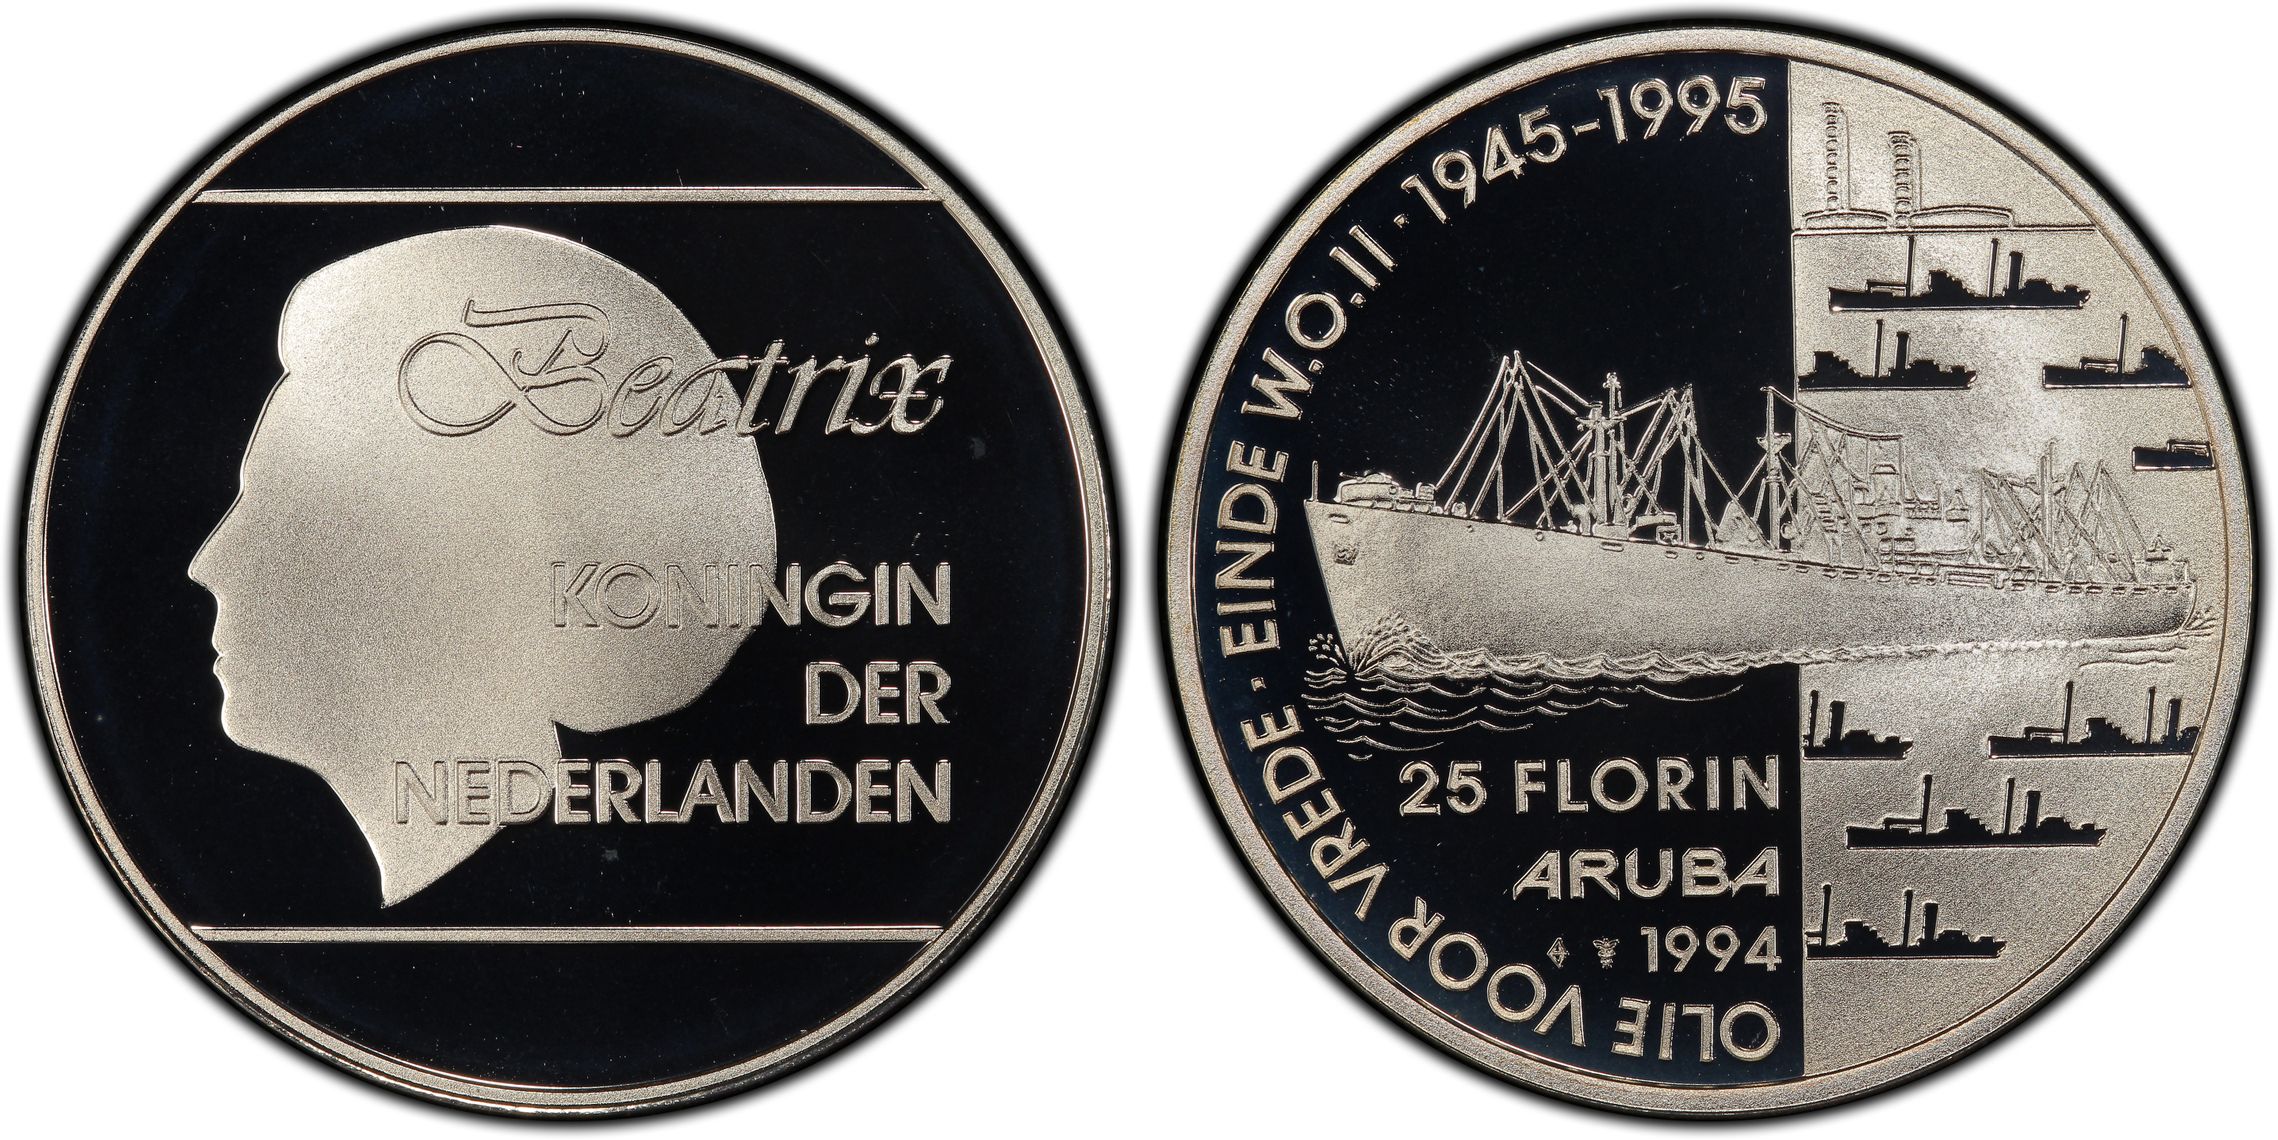 Beatrix
KONINGIN
DER
NEDERLANDEN
OLIE VOOR VREDE · EINDE W.O.II · 1945-1995
25 FLORIN
ARUBA
1994